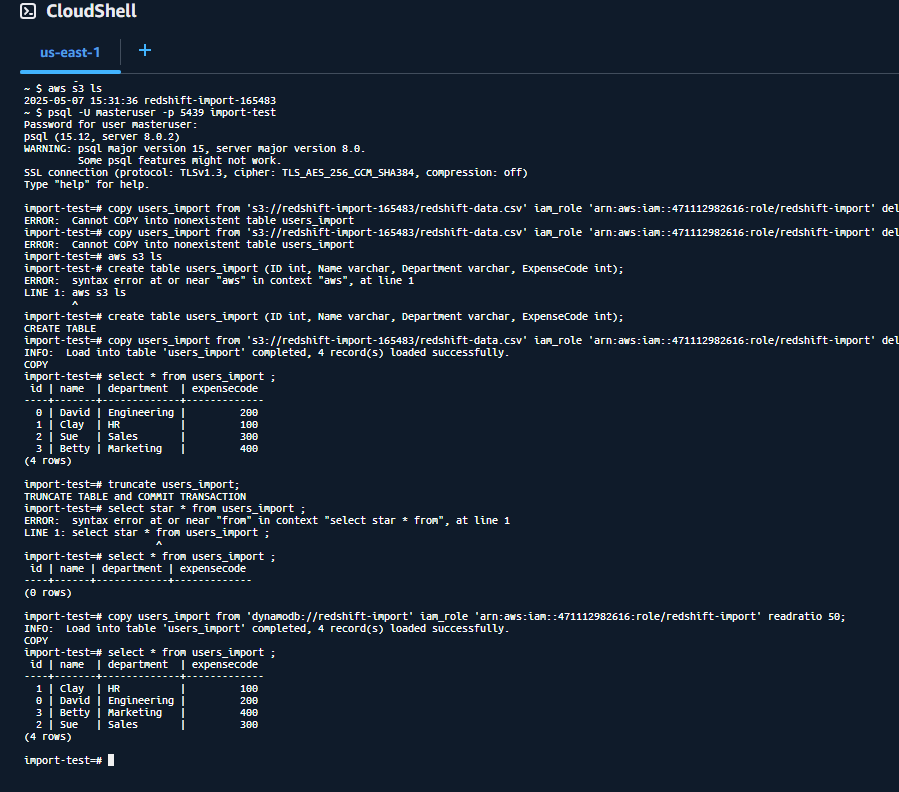 CloudShell
us-east-1 +
~ $ aws s3 ls
2025-05-07 15:31:36 redshift-import-165483
~ $ psql -U masteruser -p 5439 import-test
Password for user masteruser:
psql (15.12, server 8.0.2)
WARNING: psql major version 15, server major version 8.0.
         Some psql features might not work.
SSL connection (protocol: TLSv1.3, cipher: TLS_AES_256_GCM_SHA384, compression: off)
Type "help" for help.

import-test=# copy users_import from 's3://redshift-import-165483/redshift-data.csv' iam_role 'arn:aws:iam::471112982616:role/redshift-import' del
ERROR:  Cannot COPY into nonexistent table users_import
import-test=# copy users_import from 's3://redshift-import-165483/redshift-data.csv' iam_role 'arn:aws:iam::471112982616:role/redshift-import' del
ERROR:  Cannot COPY into nonexistent table users_import
import-test=# aws s3 ls
import-test-# create table users_import (ID int, Name varchar, Department varchar, ExpenseCode int);
ERROR:  syntax error at or near "aws" in context "aws", at line 1
LINE 1: aws s3 ls
        ^
import-test=# create table users_import (ID int, Name varchar, Department varchar, ExpenseCode int);
CREATE TABLE
import-test=# copy users_import from 's3://redshift-import-165483/redshift-data.csv' iam_role 'arn:aws:iam::471112982616:role/redshift-import' del
INFO:  Load into table 'users_import' completed, 4 record(s) loaded successfully.
COPY
import-test=# select * from users_import ;
 id | name  | department  | expensecode
----+-------+-------------+-------------
  0 | David | Engineering |         200
  1 | Clay  | HR          |         100
  2 | Sue   | Sales       |         300
  3 | Betty | Marketing   |         400
(4 rows)

import-test=# truncate users_import;
TRUNCATE TABLE and COMMIT TRANSACTION
import-test=# select star * from users_import ;
ERROR:  syntax error at or near "from" in context "select star * from", at line 1
LINE 1: select star * from users_import ;
                      ^
import-test=# select * from users_import ;
 id | name | department | expensecode
----+------+------------+-------------
(0 rows)

import-test=# copy users_import from 'dynamodb://redshift-import' iam_role 'arn:aws:iam::471112982616:role/redshift-import' readratio 50;
INFO:  Load into table 'users_import' completed, 4 record(s) loaded successfully.
COPY
import-test=# select * from users_import ;
 id | name  | department  | expensecode
----+-------+-------------+-------------
  1 | Clay  | HR          |         100
  0 | David | Engineering |         200
  3 | Betty | Marketing   |         400
  2 | Sue   | Sales       |         300
(4 rows)

import-test=#